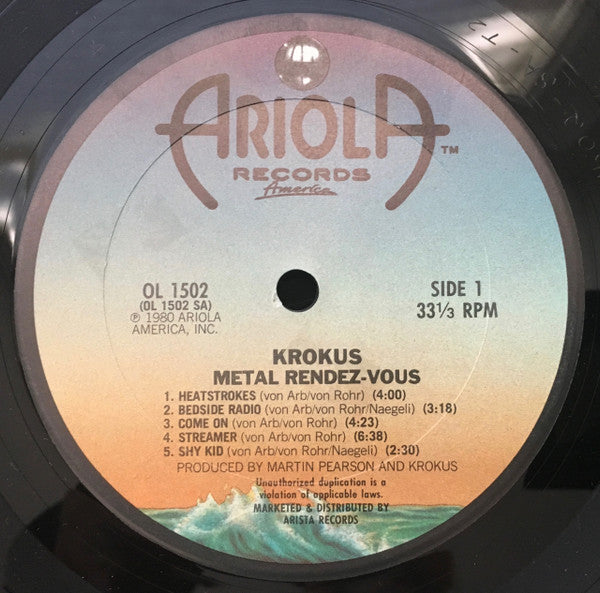 ARIOLA™
RECORDS
America
OL 1502
(OL 1502 SA)
℗ 1980 ARIOLA
AMERICA, INC.
SIDE 1
33⅓ RPM
KROKUS
METAL RENDEZ-VOUS
1. HEATSTROKES (von Arb/von Rohr) (4:00)
2. BEDSIDE RADIO (von Arb/von Rohr/Naegeli) (3:18)
3. COME ON (von Arb/von Rohr) (4:23)
4. STREAMER (von Arb/von Rohr) (6:38)
5. SHY KID (von Arb/von Rohr/Naegeli) (2:30)
PRODUCED BY MARTIN PEARSON AND KROKUS
Unauthorized duplication is a
violation of applicable laws.
MARKETED & DISTRIBUTED BY
ARISTA RECORDS